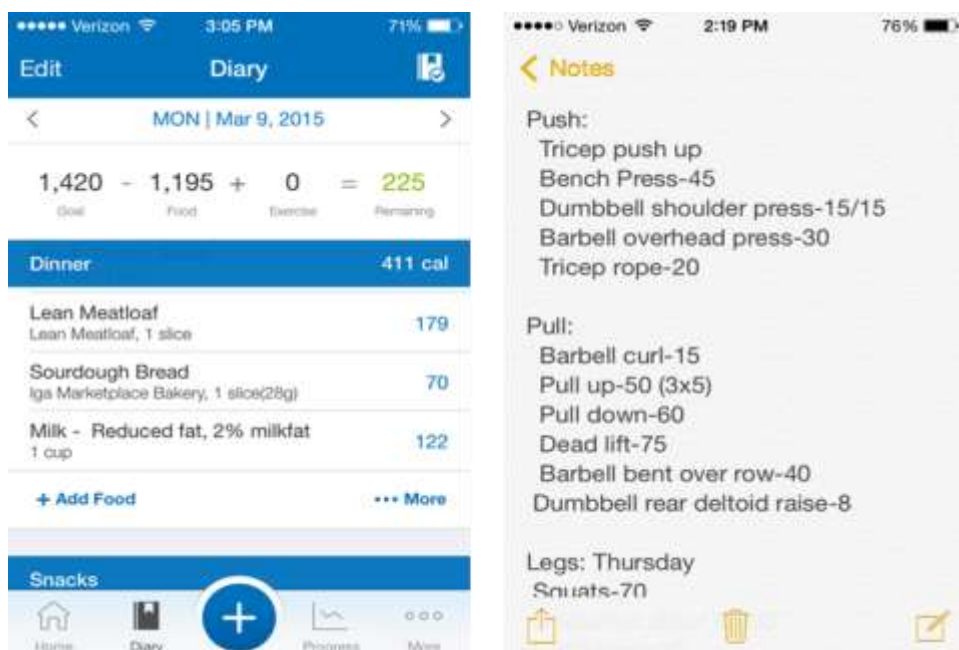 Verizon 3:05 PM 71%
Edit Diary
MON | Mar 9, 2015
1,420 - 1,195 + 0 = 225
Goal Food Exercise Remaining
Dinner 411 cal
Lean Meatloaf 179
Lean Meatloaf, 1 slice
Sourdough Bread 70
Iga Marketplace Bakery, 1 slice(28g)
Milk - Reduced fat, 2% milkfat 122
1 cup
+ Add Food ••• More
Snacks
Home Diary Progress More
Verizon 2:19 PM 76%
Notes
Push:
Tricep push up
Bench Press-45
Dumbbell shoulder press-15/15
Barbell overhead press-30
Tricep rope-20
Pull:
Barbell curl-15
Pull up-50 (3x5)
Pull down-60
Dead lift-75
Barbell bent over row-40
Dumbbell rear deltoid raise-8
Legs: Thursday
Squats-70